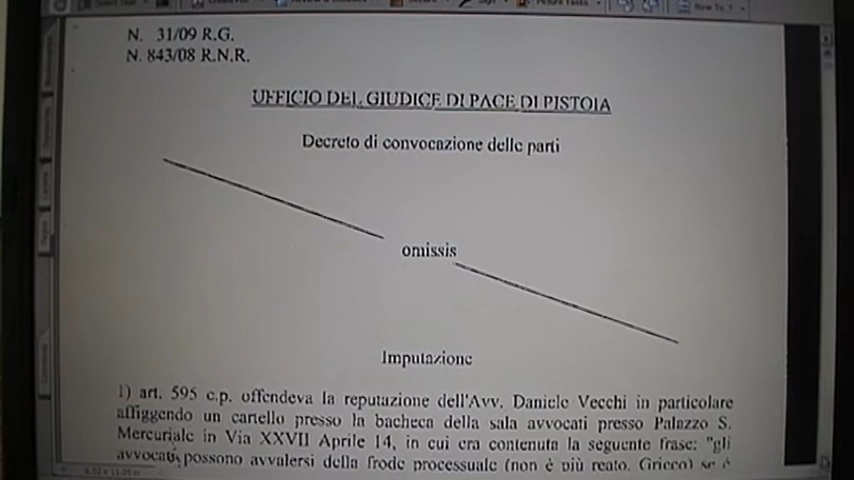 N. 31/09 R.G.
N. 843/08 R.N.R.
UFFICIO DEL GIUDICE DI PACE DI PISTOIA
Decreto di convocazione delle parti
omissis
Imputazione
1) art. 595 c.p. offendeva la reputazione dell'Avv. Daniele Vecchi in particolare
affiggendo un cartello presso la bacheca della sala avvocati presso Palazzo S.
Mercuriale in Via XXVII Aprile 14, in cui era contenuta la seguente frase: "gli
avvocati possono avvalersi della frode processuale (non è più reato. Grieco) se è